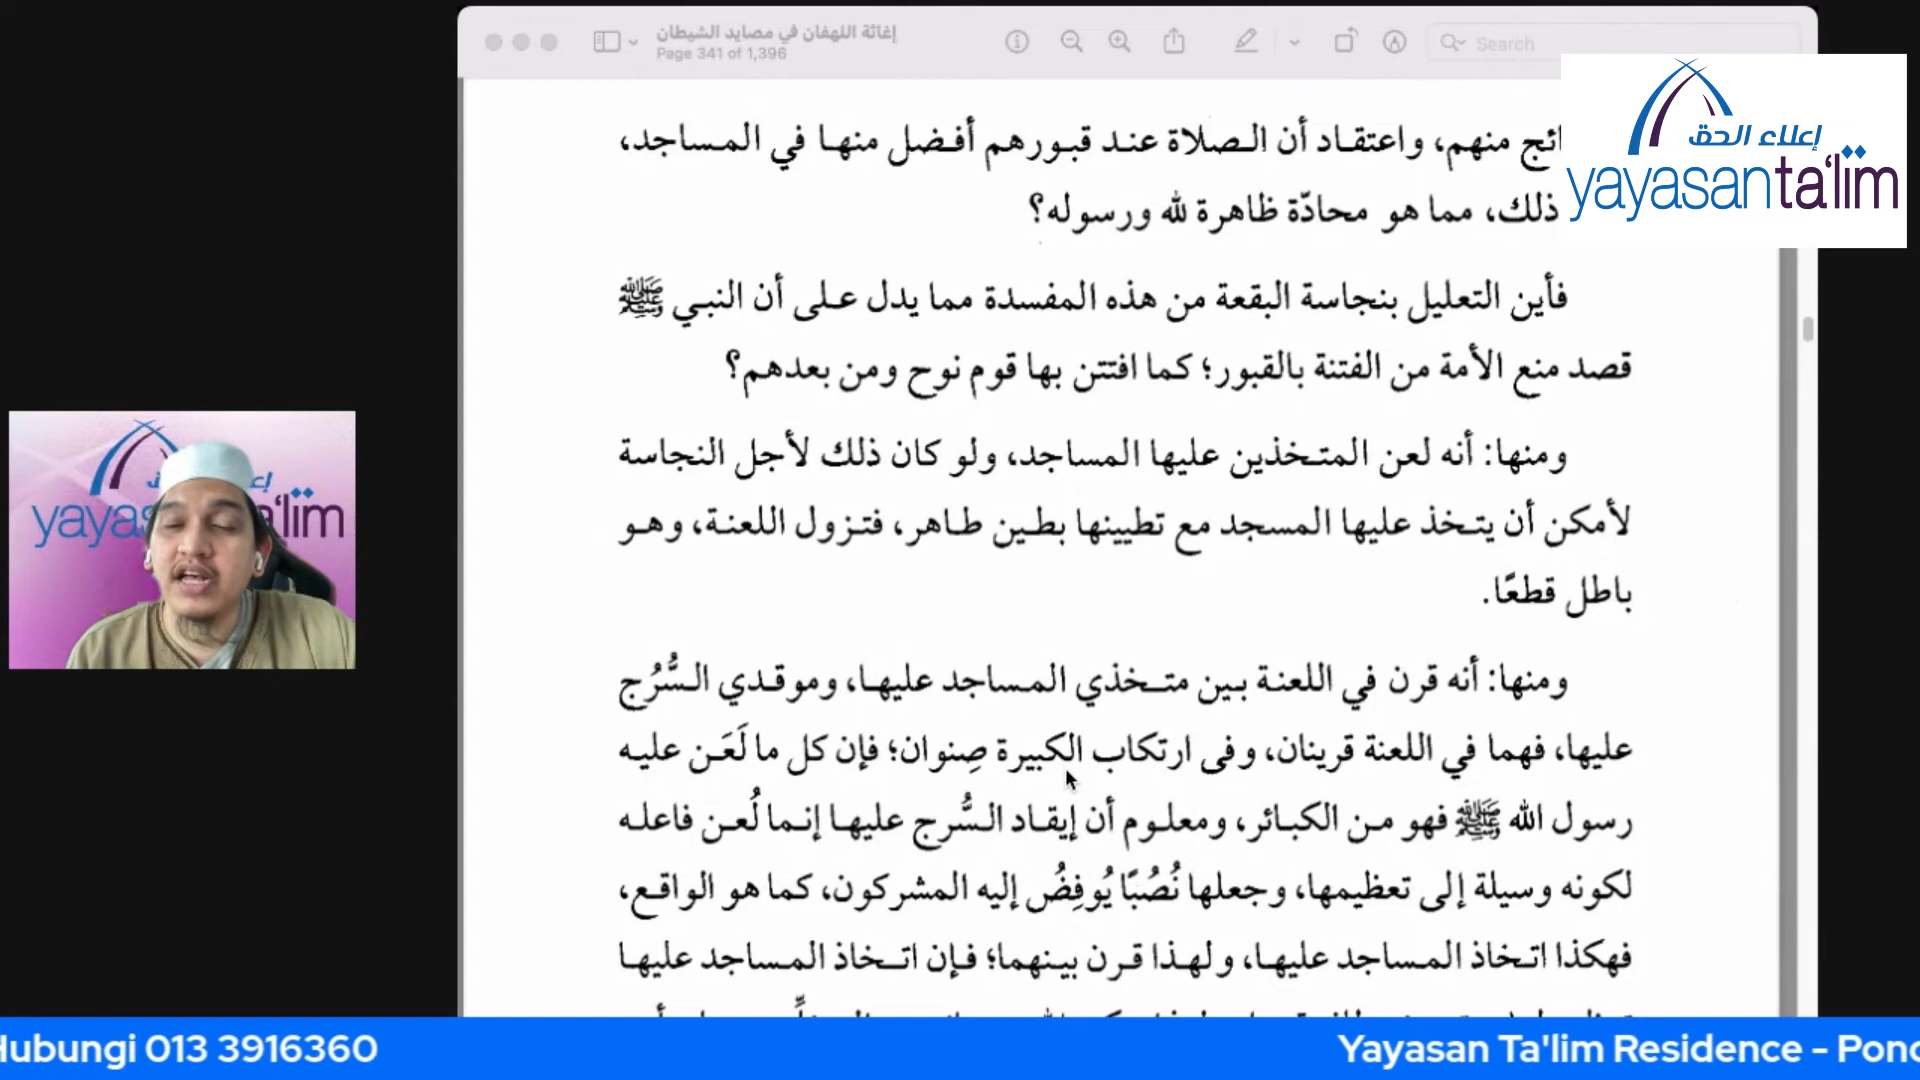 إغاثة اللهفان في مصايد الشيطان
Page 341 of 1,396
Search
إعلاء الحق
yayasanta'lim
منهم، واعتقاد أن الصلاة عند قبورهم أفضل منها في المساجد،
ذلك، مما هو محادّة ظاهرة لله ورسوله؟
فأين التعليل بنجاسة البقعة من هذه المفسدة مما يدل على أن النبي ﷺ
قصد منع الأمة من الفتنة بالقبور؛ كما افتتن بها قوم نوح ومن بعدهم؟
ومنها: أنه لعن المتخذين عليها المساجد، ولو كان ذلك لأجل النجاسة
لأمكن أن يتخذ عليها المسجد مع تطيينها بطين طاهر، فتزول اللعنة، وهو
باطل قطعًا.
ومنها: أنه قرن في اللعنة بين متخذي المساجد عليها، وموقدي السُّرُج
عليها، فهما في اللعنة قرينان، وفى ارتكاب الكبيرة صِنوان؛ فإن كل ما لَعَن عليه
رسول الله ﷺ فهو من الكبائر، ومعلوم أن إيقاد السُّرج عليها إنما لُعن فاعله
لكونه وسيلة إلى تعظيمها، وجعلها نُصُبًا يُوفِضُ إليه المشركون، كما هو الواقع،
فهكذا اتخاذ المساجد عليها، ولهذا قرن بينهما؛ فإن اتخاذ المساجد عليها
yayas a'lim
Hubungi 013 3916360
Yayasan Ta'lim Residence - Pond